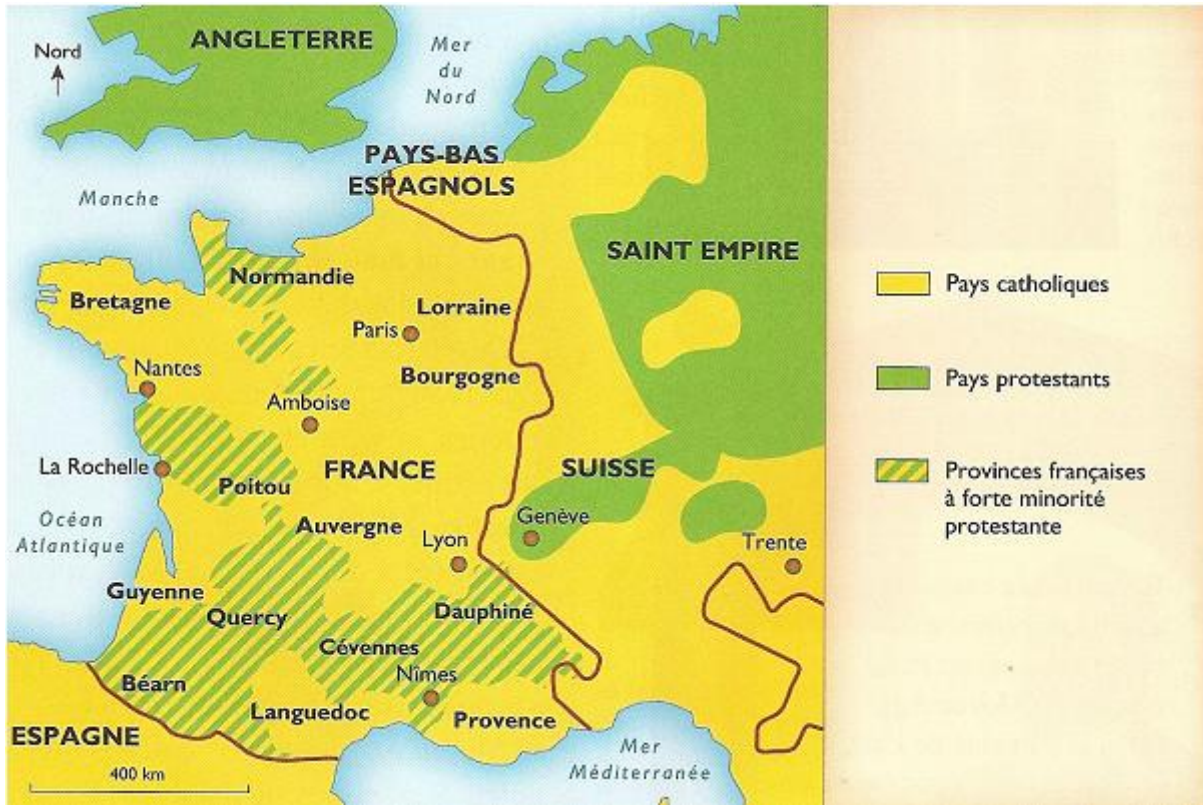 ANGLETERRE
Nord
Mer
du
Nord
PAYS-BAS
ESPAGNOLS
Manche
SAINT EMPIRE
Normandie
Bretagne
Lorraine
Paris
Nantes
Bourgogne
Amboise
La Rochelle
FRANCE
SUISSE
Poitou
Océan
Atlantique
Auvergne
Genève
Lyon
Trente
Guyenne
Quercy
Dauphiné
Cévennes
Nîmes
Béarn
Languedoc
Provence
ESPAGNE
Mer
Méditerranée
400 km
Pays catholiques
Pays protestants
Provinces françaises
à forte minorité
protestante